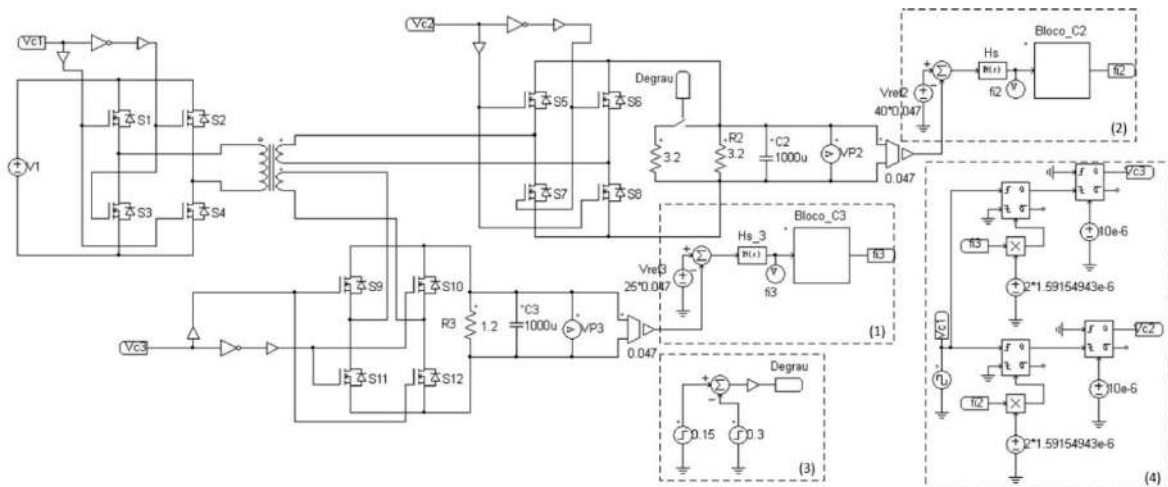 Vc1
V1
S1
S2
S3
S4
Vc2
S5
S6
S7
S8
Degrau
3.2
R2
3.2
C2
1000u
VP2
0.047
Vref2
40*0.047
Hs
H(s)
fi2
Bloco_C2
fi2
(2)
Vc3
S9
S10
S11
S12
R3
1.2
C3
1000u
VP3
0.047
Vref3
25*0.047
Hs_3
H(s)
fi3
Bloco_C3
fi3
(1)
Degrau
0.15
0.3
(3)
Vc3
10e-6
fi3
2*1.59154943e-6
Vc1
Vc2
10e-6
fi2
2*1.59154943e-6
(4)